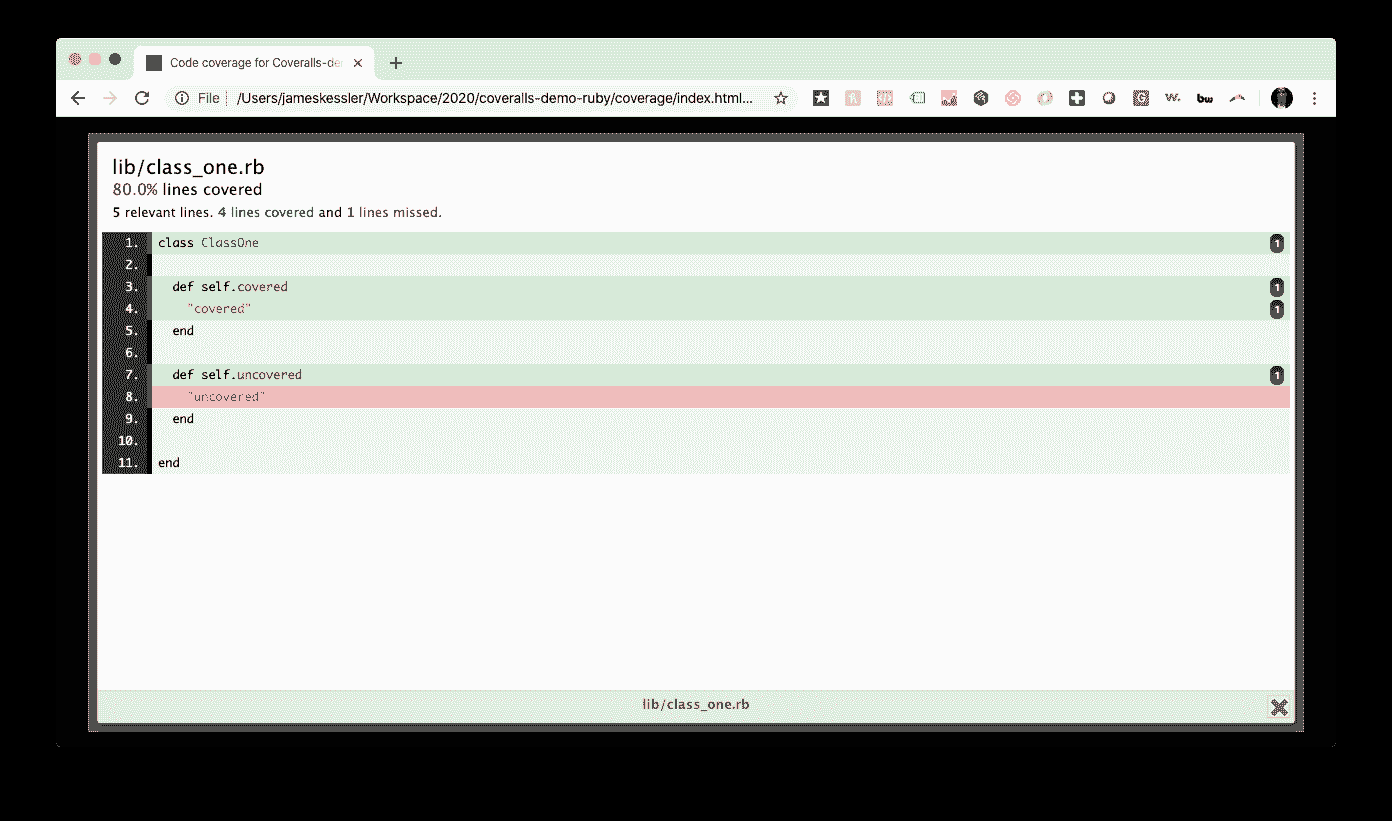 Code coverage for Coveralls-de
File /Users/jameskessler/Workspace/2020/coveralls-demo-ruby/coverage/index.html...
w.
bw
lib/class_one.rb
80.0% lines covered
5 relevant lines. 4 lines covered and 1 lines missed.
1. class ClassOne 1
2.
3. def self.covered 1
4. "covered" 1
5. end
6.
7. def self.uncovered 1
8. "uncovered"
9. end
10.
11. end
lib/class_one.rb